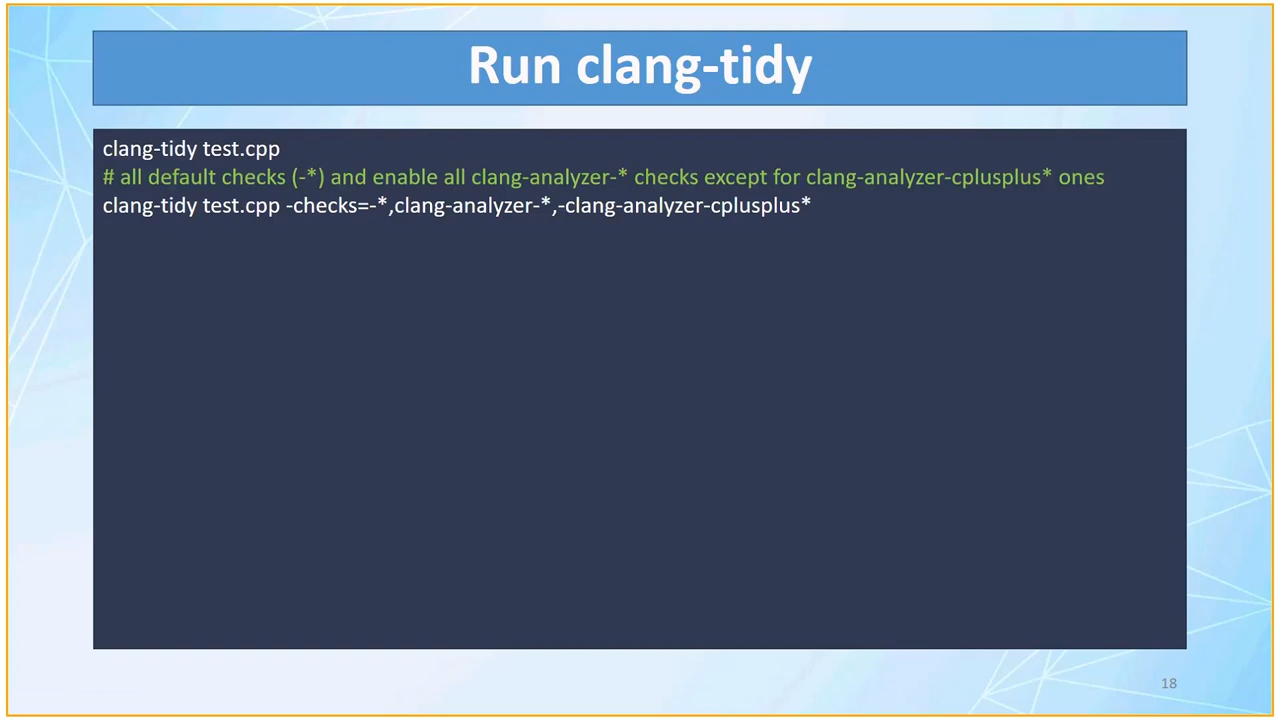 Run clang-tidy
clang-tidy test.cpp
# all default checks (-*) and enable all clang-analyzer-* checks except for clang-analyzer-cplusplus* ones
clang-tidy test.cpp -checks=-*,clang-analyzer-*,-clang-analyzer-cplusplus*
18